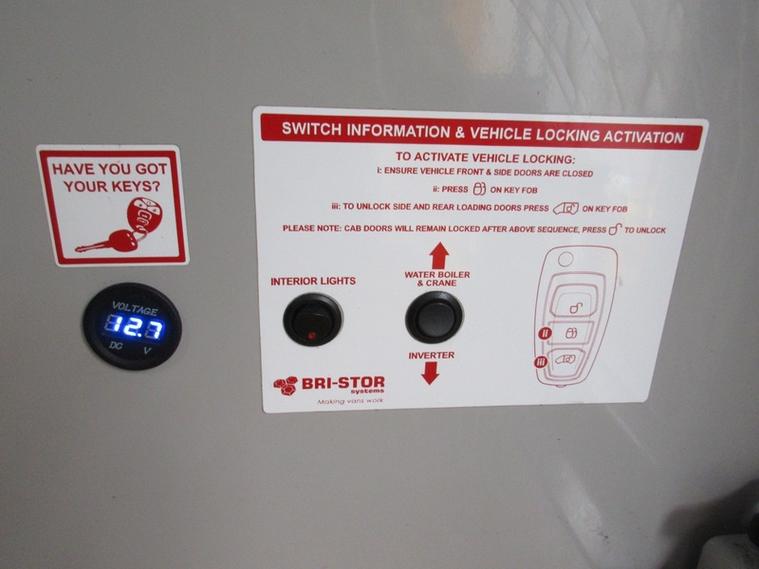 HAVE YOU GOT
YOUR KEYS?
VOLTAGE
12.7
DC V
SWITCH INFORMATION & VEHICLE LOCKING ACTIVATION
TO ACTIVATE VEHICLE LOCKING:
i: ENSURE VEHICLE FRONT & SIDE DOORS ARE CLOSED
ii: PRESS ON KEY FOB
iii: TO UNLOCK SIDE AND REAR LOADING DOORS PRESS ON KEY FOB
PLEASE NOTE: CAB DOORS WILL REMAIN LOCKED AFTER ABOVE SEQUENCE, PRESS TO UNLOCK
INTERIOR LIGHTS
WATER BOILER
& CRANE
INVERTER
ii
iii
BRI-STOR
systems
Making vans work